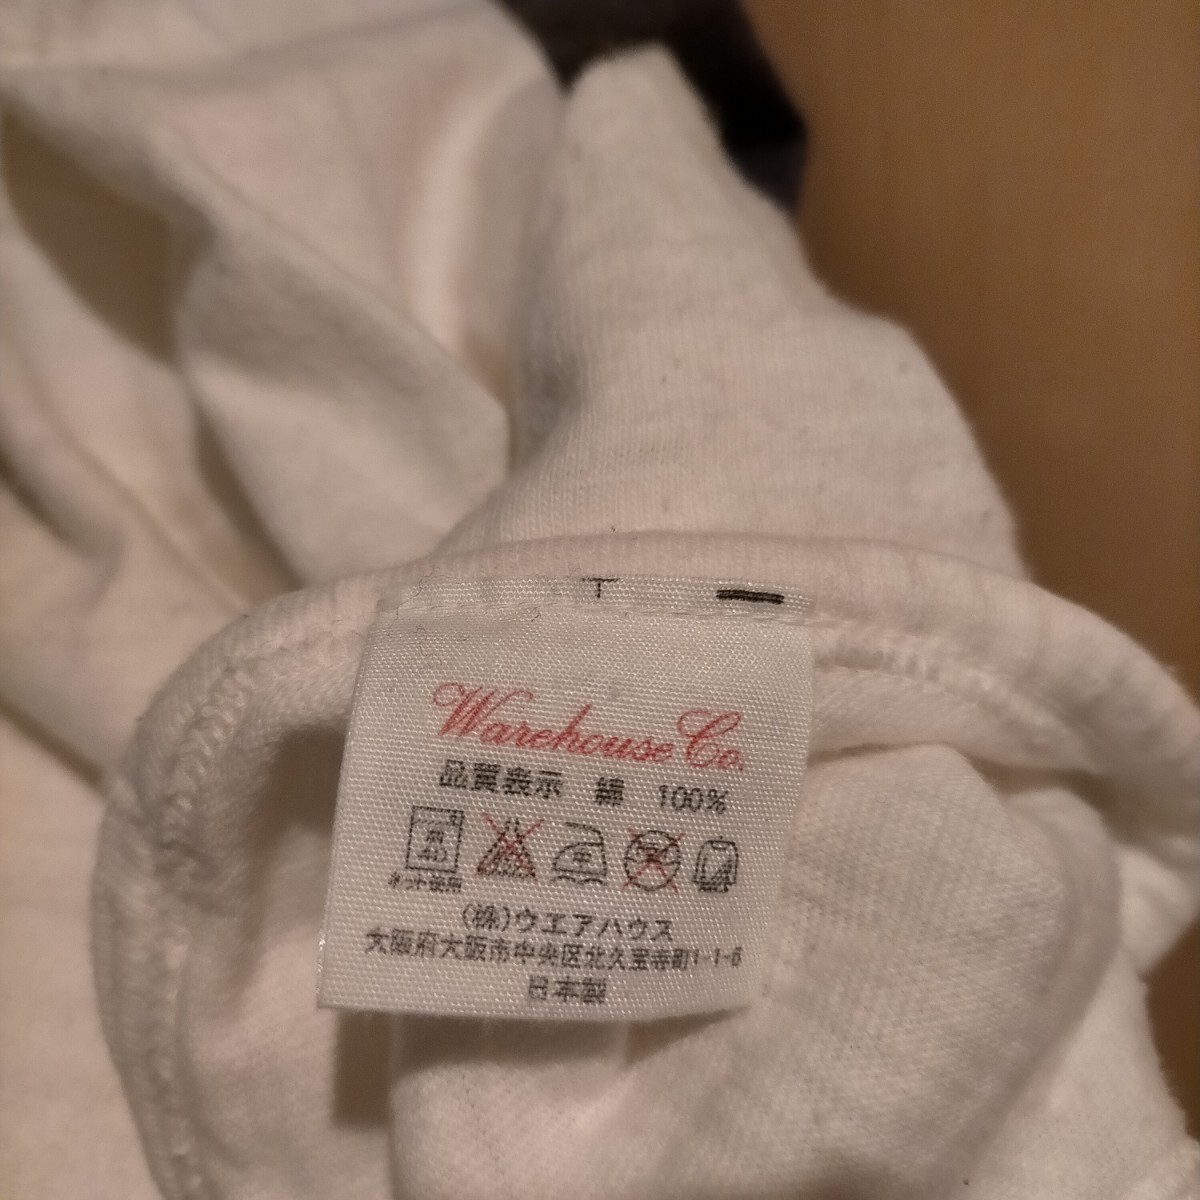 Warehouse Co.
品質表示 綿 100%
ネット使用
(株)ウエアハウス
大阪府大阪市中央区北久宝寺町1-1-6
日本製